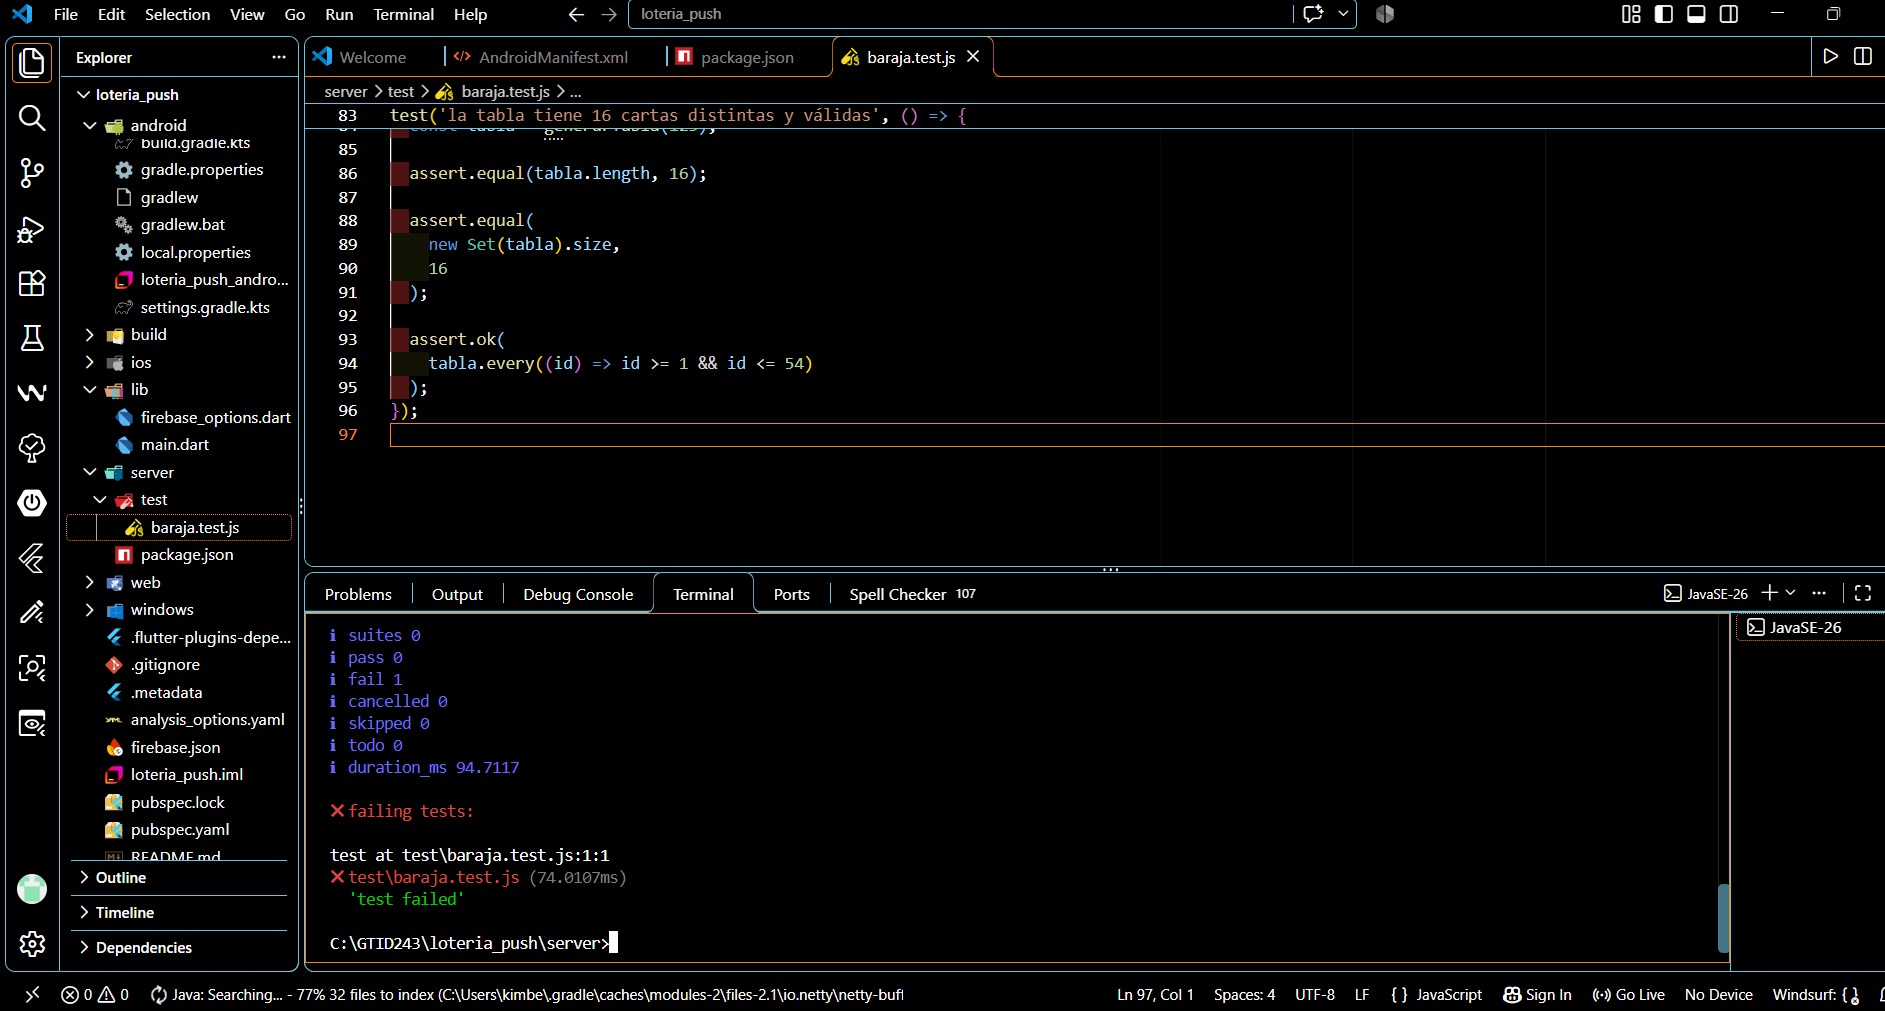 File Edit Selection View Go Run Terminal Help
loteria_push
Explorer
Welcome
AndroidManifest.xml
package.json
baraja.test.js
server > test > baraja.test.js > ...
loteria_push
android
build.gradle.kts
gradle.properties
gradlew
gradlew.bat
local.properties
loteria_push_andro...
settings.gradle.kts
build
ios
lib
firebase_options.dart
main.dart
server
test
baraja.test.js
package.json
web
windows
.flutter-plugins-depe...
.gitignore
.metadata
analysis_options.yaml
firebase.json
loteria_push.iml
pubspec.lock
pubspec.yaml
README.md
Outline
Timeline
Dependencies
83 test('la tabla tiene 16 cartas distintas y válidas', () => {
85
86 assert.equal(tabla.length, 16);
87
88 assert.equal(
89 new Set(tabla).size,
90 16
91 );
92
93 assert.ok(
94 tabla.every((id) => id >= 1 && id <= 54)
95 );
96 });
97
Problems Output Debug Console Terminal Ports Spell Checker 107
JavaSE-26
JavaSE-26
i suites 0
i pass 0
i fail 1
i cancelled 0
i skipped 0
i todo 0
i duration_ms 94.7117
failing tests:
test at test\baraja.test.js:1:1
test\baraja.test.js (74.0107ms)
'test failed'
C:\GTID243\loteria_push\server>
0 0 Java: Searching... - 77% 32 files to index (C:\Users\kimbe\.gradle\caches\modules-2\files-2.1\io.netty\netty-buf
Ln 97, Col 1 Spaces: 4 UTF-8 LF { } JavaScript Sign In Go Live No Device Windsurf: {}